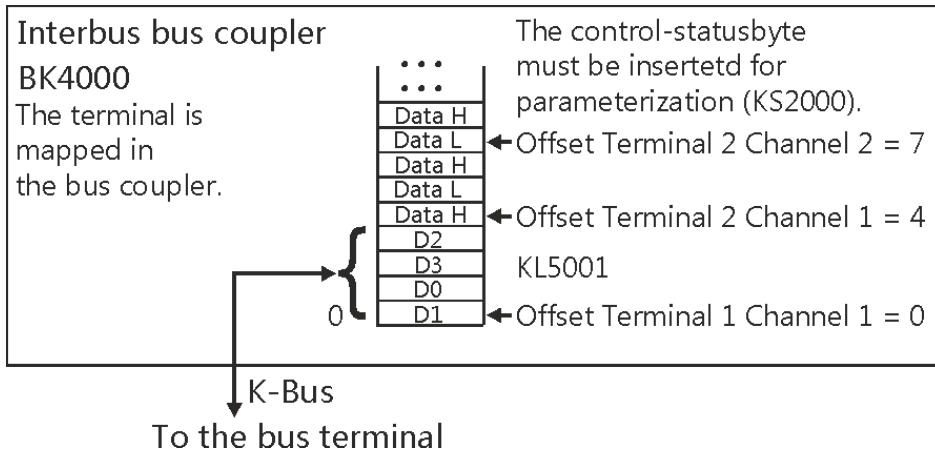 Interbus bus coupler
BK4000
The terminal is
mapped in
the bus coupler.
The control-statusbyte
must be insertetd for
parameterization (KS2000).
Data H
Data L
Offset Terminal 2 Channel 2 = 7
Data H
Data L
Data H
Offset Terminal 2 Channel 1 = 4
D2
D3
KL5001
D0
0
D1
Offset Terminal 1 Channel 1 = 0
K-Bus
To the bus terminal